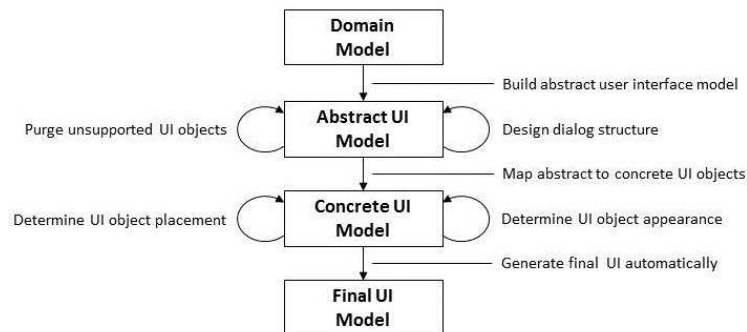 Domain
Model
Build abstract user interface model
Purge unsupported UI objects
Abstract UI
Model
Design dialog structure
Map abstract to concrete UI objects
Determine UI object placement
Concrete UI
Model
Determine UI object appearance
Generate final UI automatically
Final UI
Model